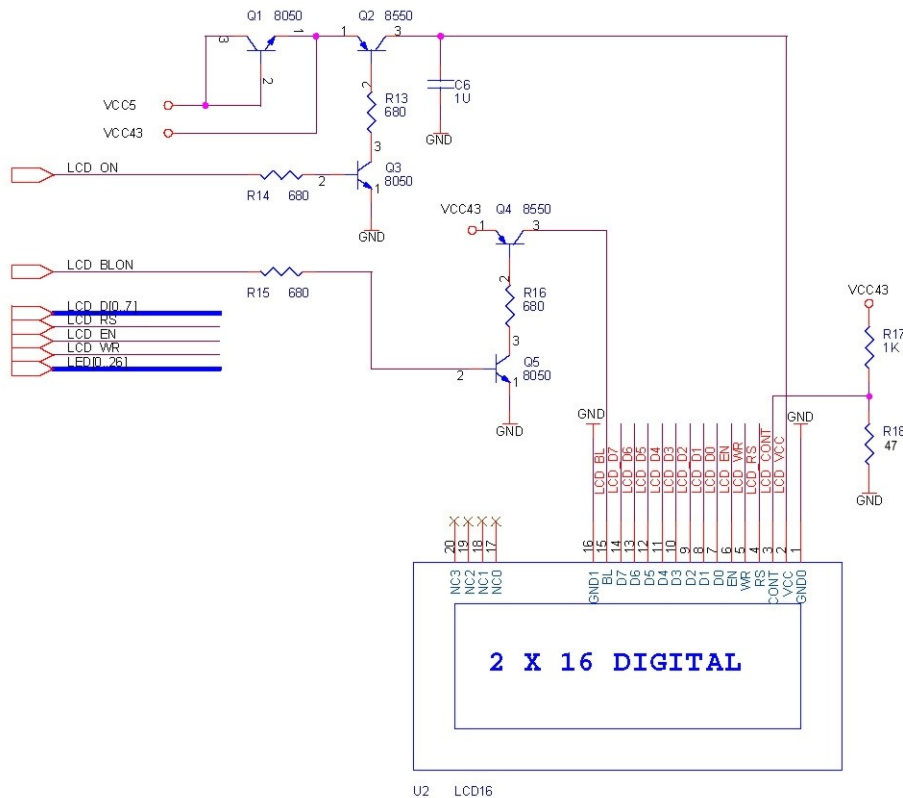 Q1 8050 Q2 8550
3 1 1 3
2 2
C6
1U
R13
680
VCC5
VCC43
GND
3
LCD_ON
Q3
8050
2 1
R14 680
GND
VCC43 Q4 8550
1 3
LCD_BLON
2
R15 680
R16
680
VCC43
LCD_D[0..7]
LCD_RS
LCD_EN
LCD_WR
LED[0..26]
R17
1K
3
Q5
8050
2 1
GND
GND
GND
R18
47
GND
LCD_BL
LCD_D7
LCD_D6
LCD_D5
LCD_D4
LCD_D3
LCD_D2
LCD_D1
LCD_D0
LCD_EN
LCD_WR
LCD_RS
LCD_CONT
LCD_VCC
20 19 18 17 16 15 14 13 12 11 10 9 8 7 6 5 4 3 2 1
NC3 NC2 NC1 NC0 GND1 BL D7 D6 D5 D4 D3 D2 D1 D0 EN WR RS CONT VCC GND0
2 X 16 DIGITAL
U2 LCD16